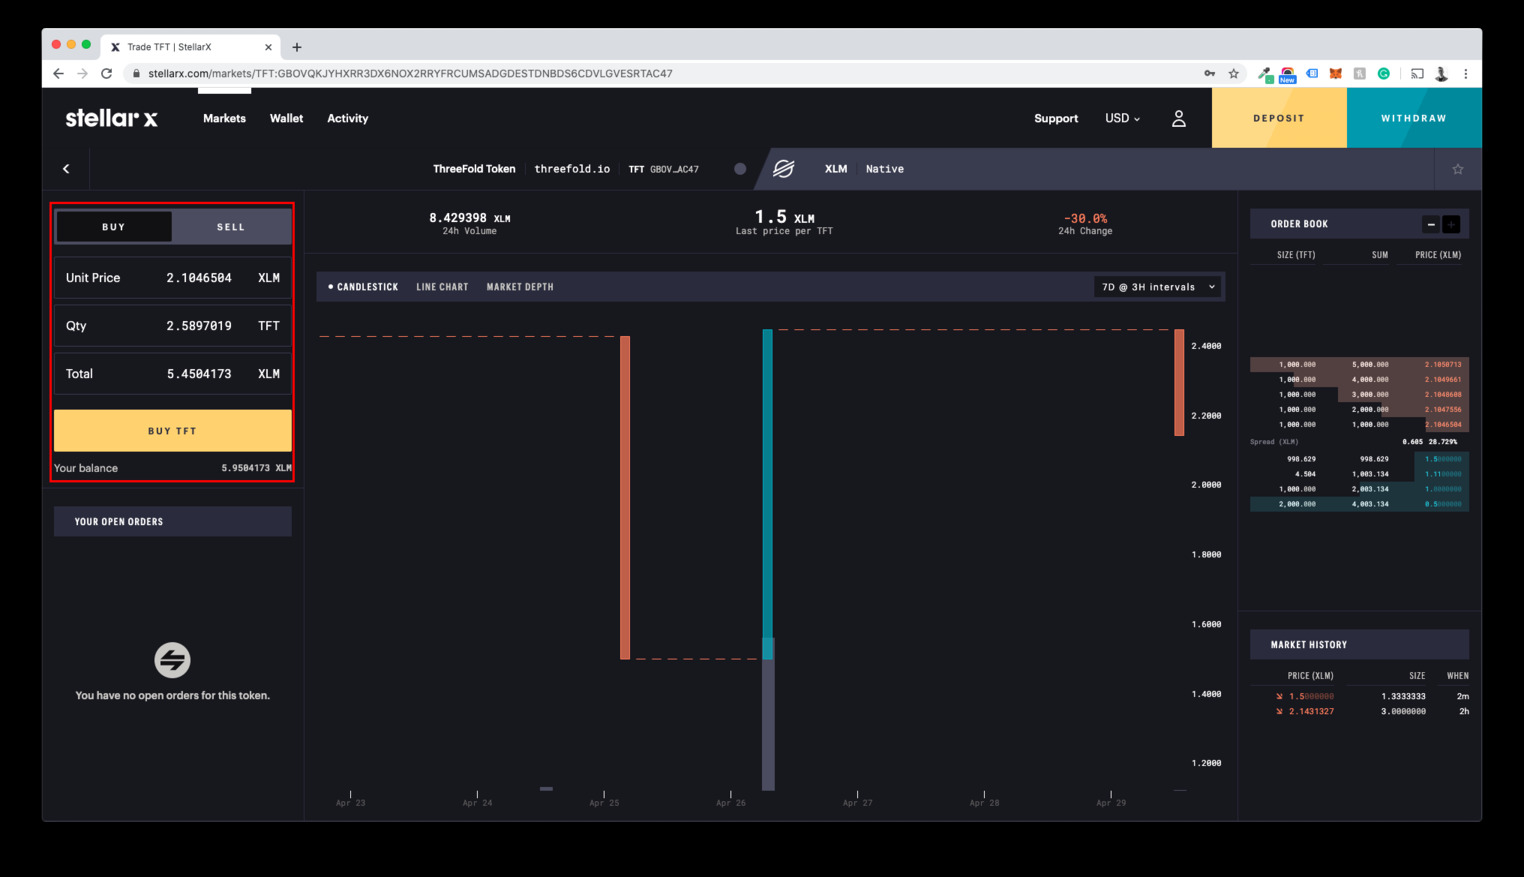 Trade TFT | StellarX
stellarx.com/markets/TFT:GBOVQKJYHXRR3DX6NOX2RRYFRCUMSADGDESTDNBDS6CDVLGVESRTAC47
New
stellar x
Markets Wallet Activity
Support USD
DEPOSIT
WITHDRAW
ThreeFold Token threefold.io TFT GBOV…AC47
XLM Native
BUY SELL
Unit Price 2.1046504 XLM
Qty 2.5897019 TFT
Total 5.4504173 XLM
BUY TFT
Your balance 5.9504173 XLM
YOUR OPEN ORDERS
You have no open orders for this token.
8.429398 XLM
24h Volume
1.5 XLM
Last price per TFT
-30.0%
24h Change
CANDLESTICK LINE CHART MARKET DEPTH
7D @ 3H intervals
2.4000
2.2000
2.0000
1.8000
1.6000
1.4000
1.2000
Apr 23 Apr 24 Apr 25 Apr 26 Apr 27 Apr 28 Apr 29
ORDER BOOK
SIZE (TFT) SUM PRICE (XLM)
1,000.000 5,000.000 2.1050713
1,000.000 4,000.000 2.1049661
1,000.000 3,000.000 2.1048608
1,000.000 2,000.000 2.1047556
1,000.000 1,000.000 2.1046504
Spread (XLM) 0.605 28.729%
998.629 998.629 1.5000000
4.504 1,003.134 1.1100000
1,000.000 2,003.134 1.0000000
2,000.000 4,003.134 0.5000000
MARKET HISTORY
PRICE (XLM) SIZE WHEN
1.5000000 1.3333333 2m
2.1431327 3.0000000 2h